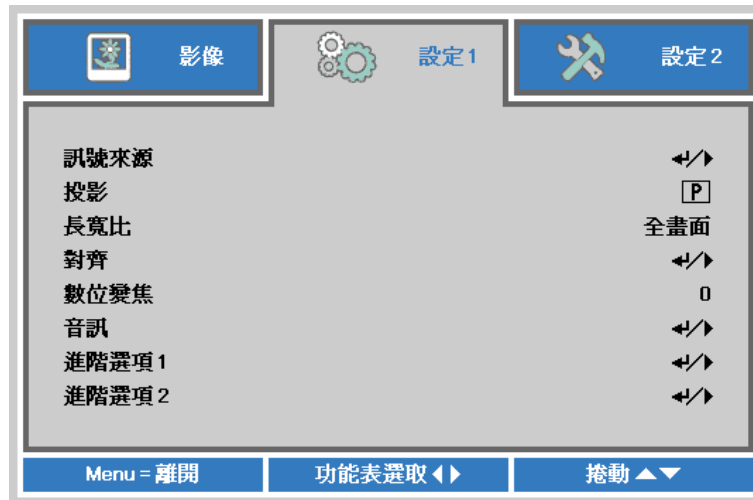 影像
設定1
設定2
訊號來源 ↵/▶
投影 P
長寬比 全畫面
對齊 ↵/▶
數位變焦 0
音訊 ↵/▶
進階選項1 ↵/▶
進階選項2 ↵/▶
Menu = 離開
功能表選取 ◀▶
捲動 ▲▼